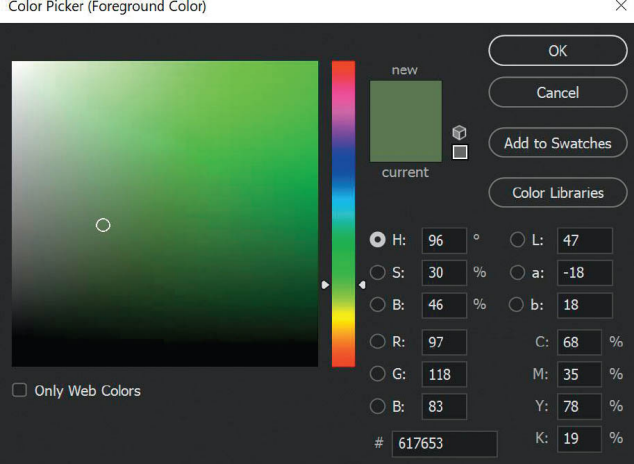 Color Picker (Foreground Color)
new
current
OK
Cancel
Add to Swatches
Color Libraries
H: 96 °
S: 30 %
B: 46 %
R: 97
G: 118
B: 83
# 617653
L: 47
a: -18
b: 18
C: 68 %
M: 35 %
Y: 78 %
K: 19 %
Only Web Colors